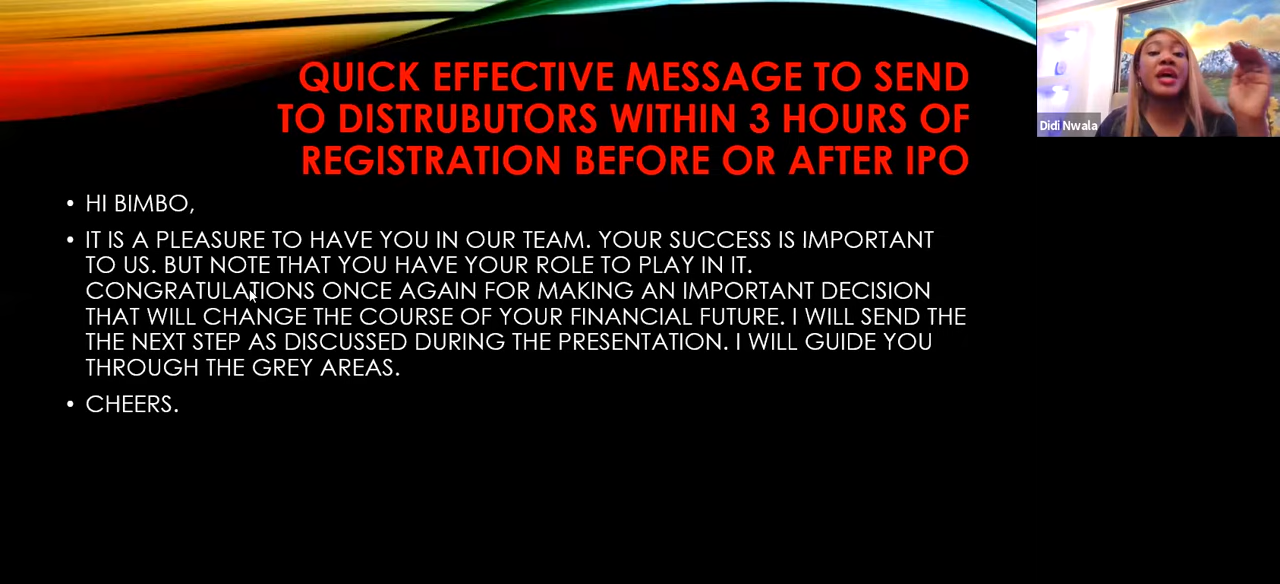 QUICK EFFECTIVE MESSAGE TO SEND
TO DISTRUBUTORS WITHIN 3 HOURS OF
REGISTRATION BEFORE OR AFTER IPO
Didi Nwala
• HI BIMBO,
• IT IS A PLEASURE TO HAVE YOU IN OUR TEAM. YOUR SUCCESS IS IMPORTANT
TO US. BUT NOTE THAT YOU HAVE YOUR ROLE TO PLAY IN IT.
CONGRATULATIONS ONCE AGAIN FOR MAKING AN IMPORTANT DECISION
THAT WILL CHANGE THE COURSE OF YOUR FINANCIAL FUTURE. I WILL SEND THE
THE NEXT STEP AS DISCUSSED DURING THE PRESENTATION. I WILL GUIDE YOU
THROUGH THE GREY AREAS.
• CHEERS.